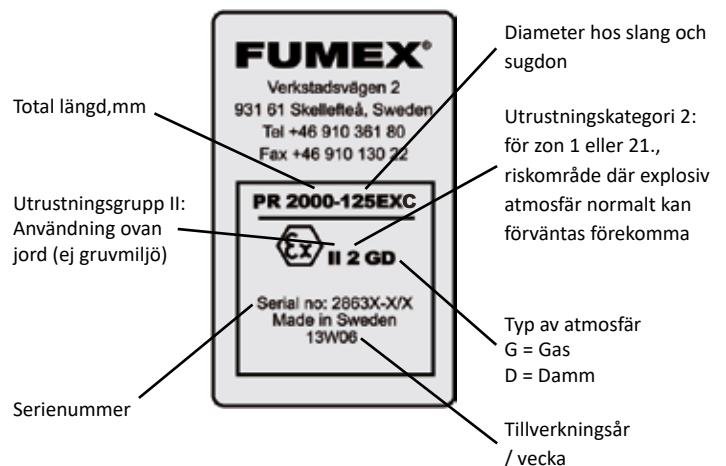 Total längd,mm
Utrustningsgrupp II:
Användning ovan
jord (ej gruvmiljö)
Serienummer
FUMEX®
Verkstadsvägen 2
931 61 Skellefteå, Sweden
Tel +46 910 361 80
Fax +46 910 130 22
PR 2000-125EXC
Ex II 2 GD
Serial no: 2863X-X/X
Made in Sweden
13W06
Diameter hos slang och
sugdon
Utrustningskategori 2:
för zon 1 eller 21.,
riskområde där explosiv
atmosfär normalt kan
förväntas förekomma
Typ av atmosfär
G = Gas
D = Damm
Tillverkningsår
/ vecka